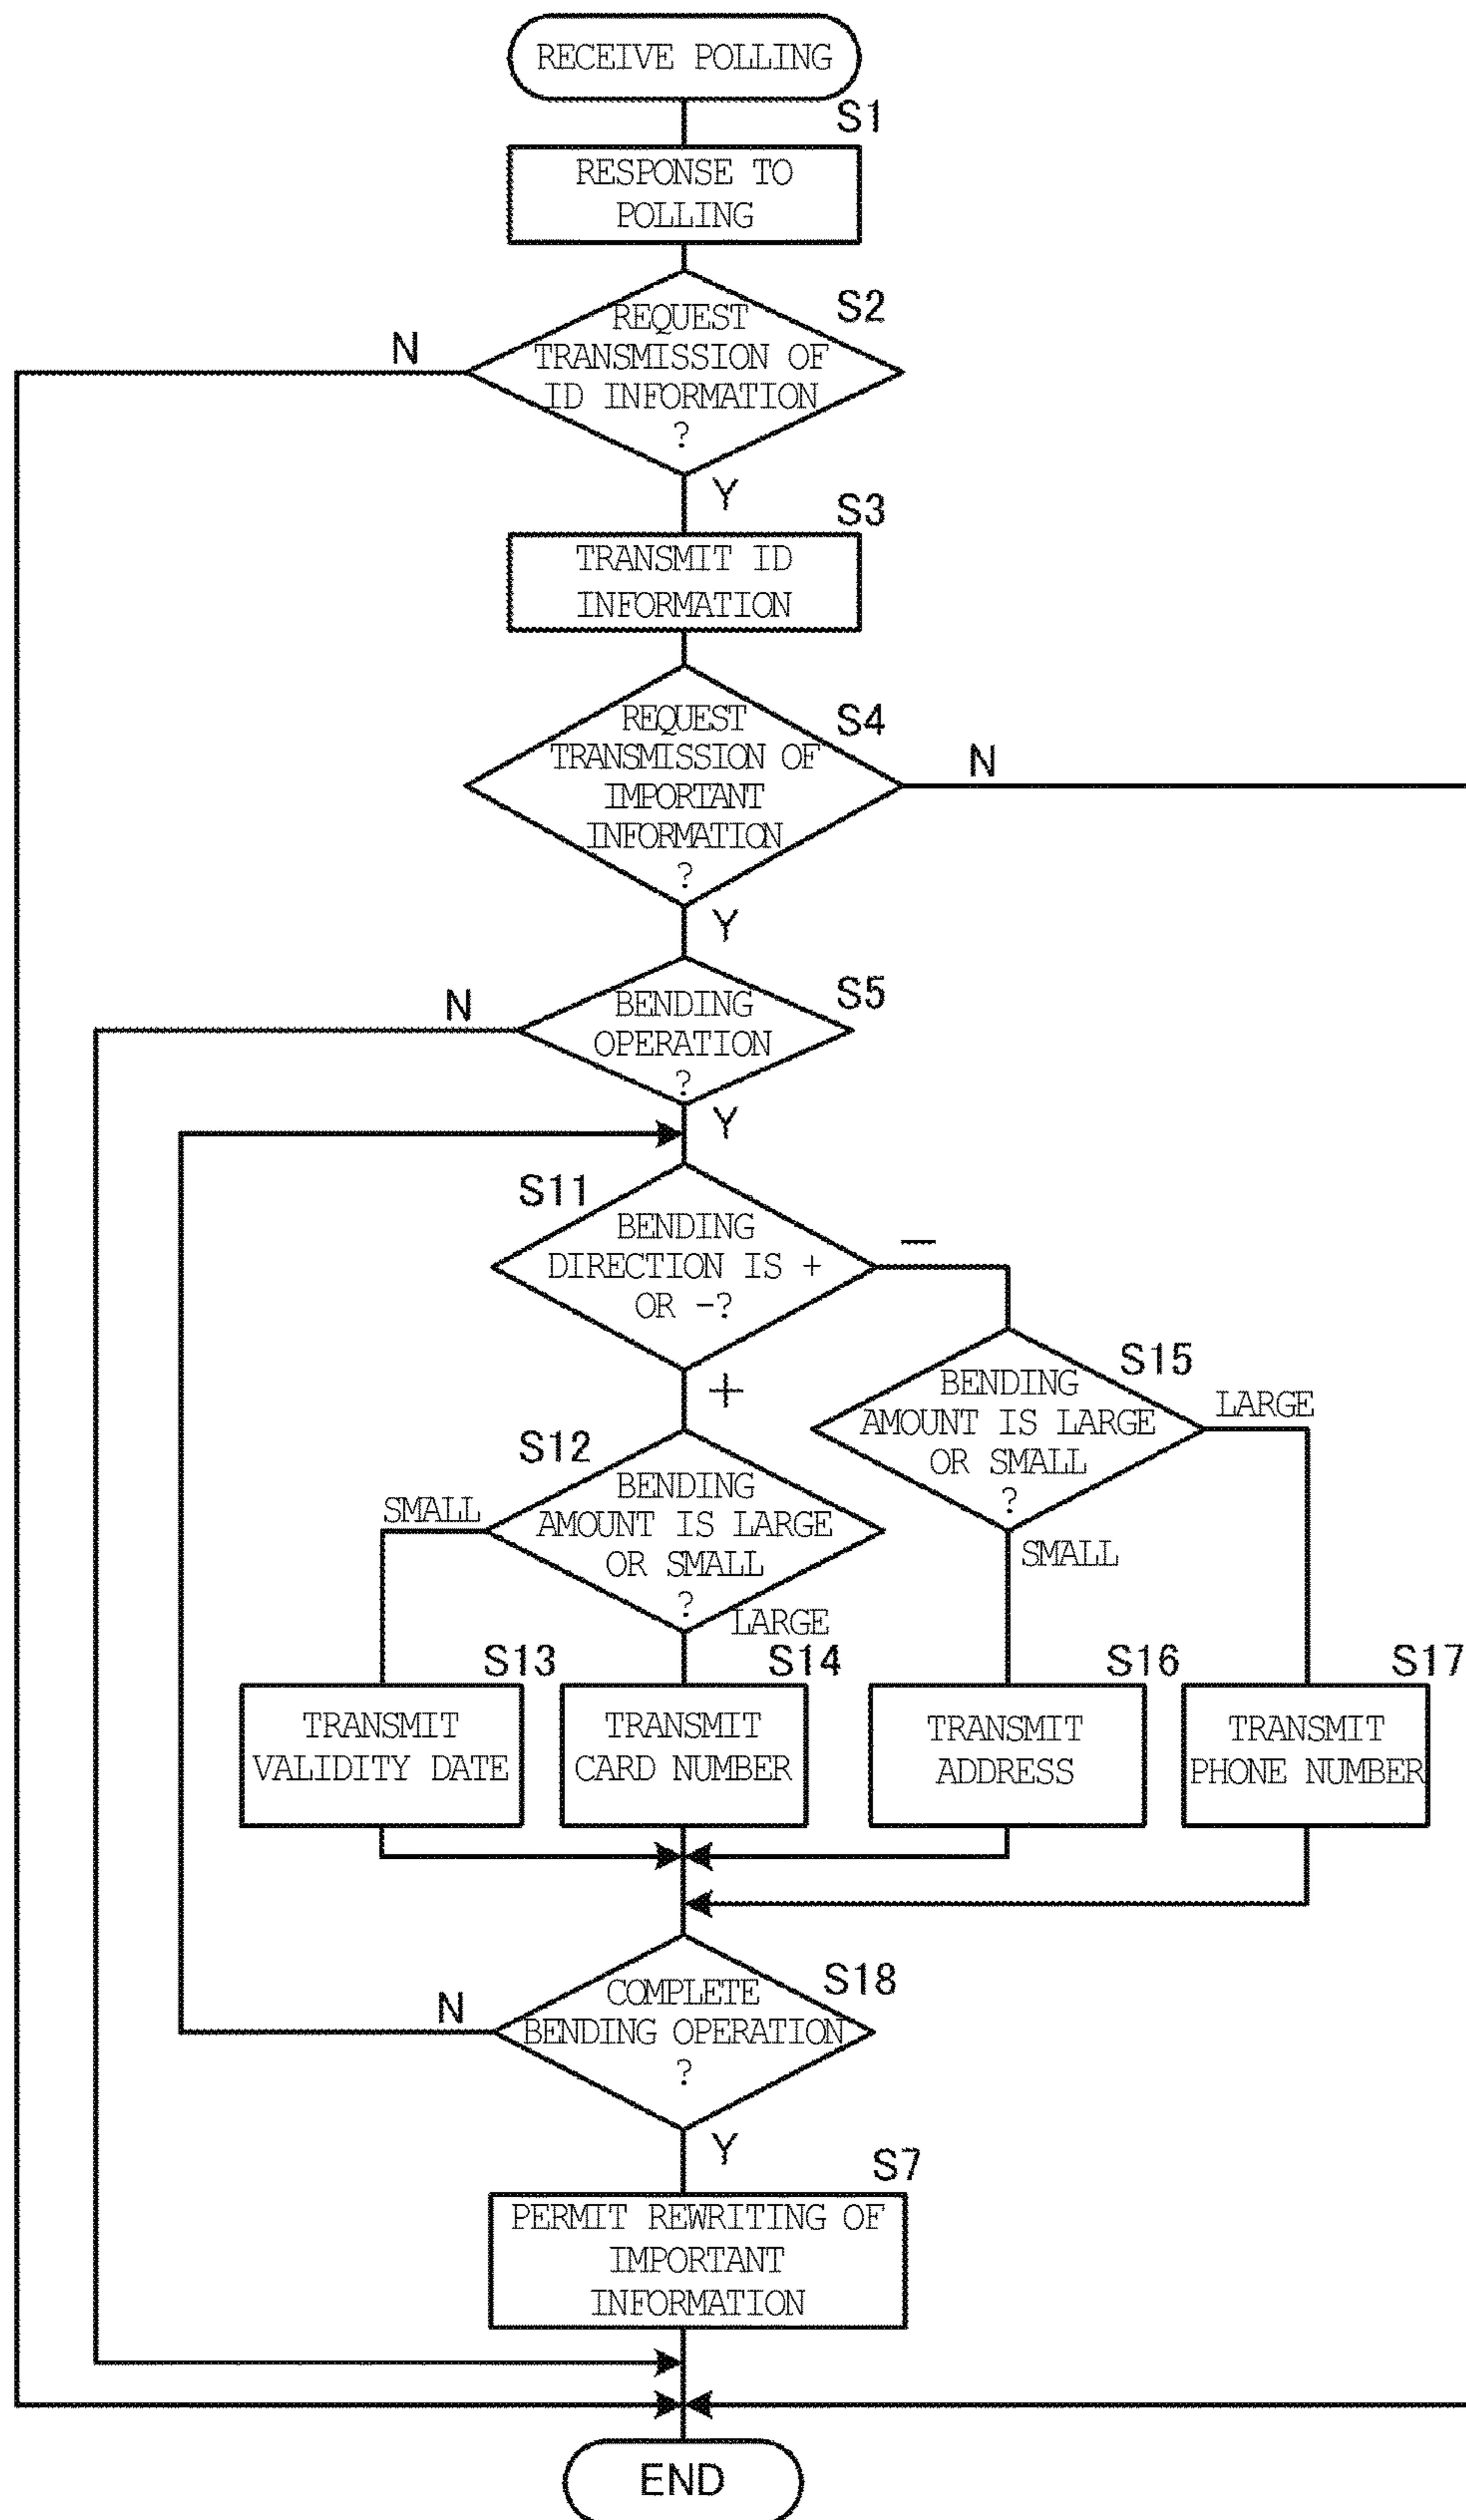 RECEIVE POLLING
S1
RESPONSE TO
POLLING
S2
REQUEST
TRANSMISSION OF
ID INFORMATION
?
N
Y
S3
TRANSMIT ID
INFORMATION
S4
REQUEST
TRANSMISSION OF
IMPORTANT
INFORMATION
?
N
Y
S5
BENDING
OPERATION
?
N
Y
S11
BENDING
DIRECTION IS +
OR -?
—
+
S15
BENDING
AMOUNT IS LARGE
OR SMALL
?
LARGE
SMALL
S12
BENDING
AMOUNT IS LARGE
OR SMALL
?
SMALL
LARGE
S13
TRANSMIT
VALIDITY DATE
S14
TRANSMIT
CARD NUMBER
S16
TRANSMIT
ADDRESS
S17
TRANSMIT
PHONE NUMBER
S18
COMPLETE
BENDING OPERATION
?
N
Y
S7
PERMIT REWRITING OF
IMPORTANT
INFORMATION
END